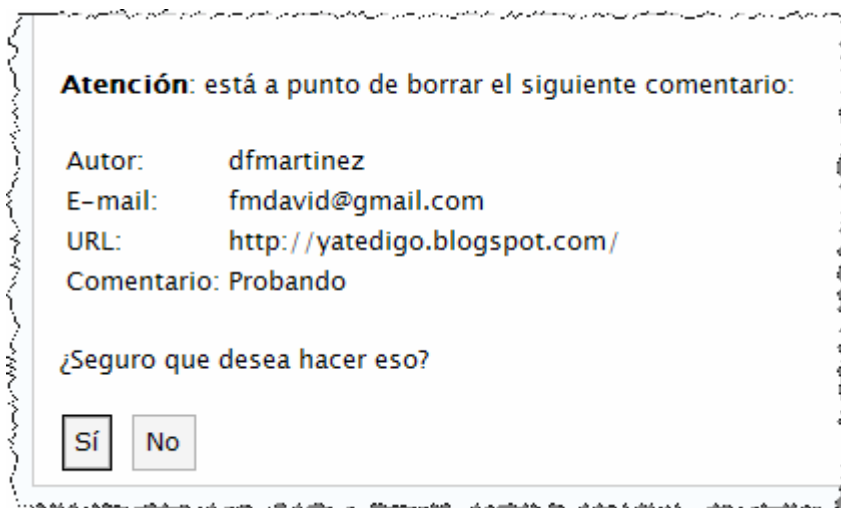 Atención: está a punto de borrar el siguiente comentario:
Autor: dfmartinez
E-mail: fmdavid@gmail.com
URL: http://yatedigo.blogspot.com/
Comentario: Probando
¿Seguro que desea hacer eso?
Sí No